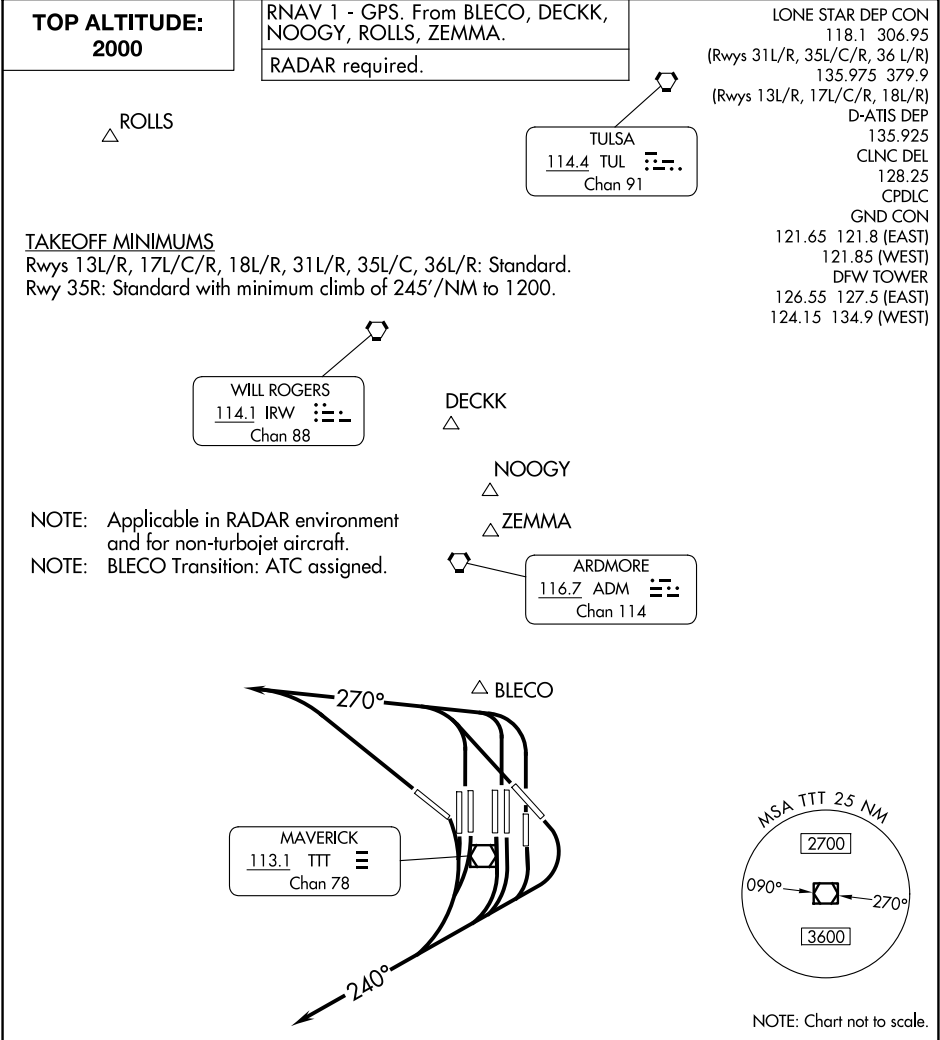 TOP ALTITUDE:
2000
RNAV 1 - GPS. From BLECO, DECKK,
NOOGY, ROLLS, ZEMMA.
RADAR required.
LONE STAR DEP CON
118.1 306.95
(Rwys 31L/R, 35L/C/R, 36 L/R)
135.975 379.9
(Rwys 13L/R, 17L/C/R, 18L/R)
D-ATIS DEP
135.925
CLNC DEL
128.25
CPDLC
GND CON
121.65 121.8 (EAST)
121.85 (WEST)
DFW TOWER
126.55 127.5 (EAST)
124.15 134.9 (WEST)
ROLLS
TULSA
114.4 TUL
Chan 91
TAKEOFF MINIMUMS
Rwys 13L/R, 17L/C/R, 18L/R, 31L/R, 35L/C, 36L/R: Standard.
Rwy 35R: Standard with minimum climb of 245'/NM to 1200.
WILL ROGERS
114.1 IRW
Chan 88
DECKK
NOOGY
ZEMMA
NOTE: Applicable in RADAR environment
and for non-turbojet aircraft.
NOTE: BLECO Transition: ATC assigned.
ARDMORE
116.7 ADM
Chan 114
BLECO
270°
MAVERICK
113.1 TTT
Chan 78
240°
MSA TTT 25 NM
2700
090°
270°
3600
NOTE: Chart not to scale.